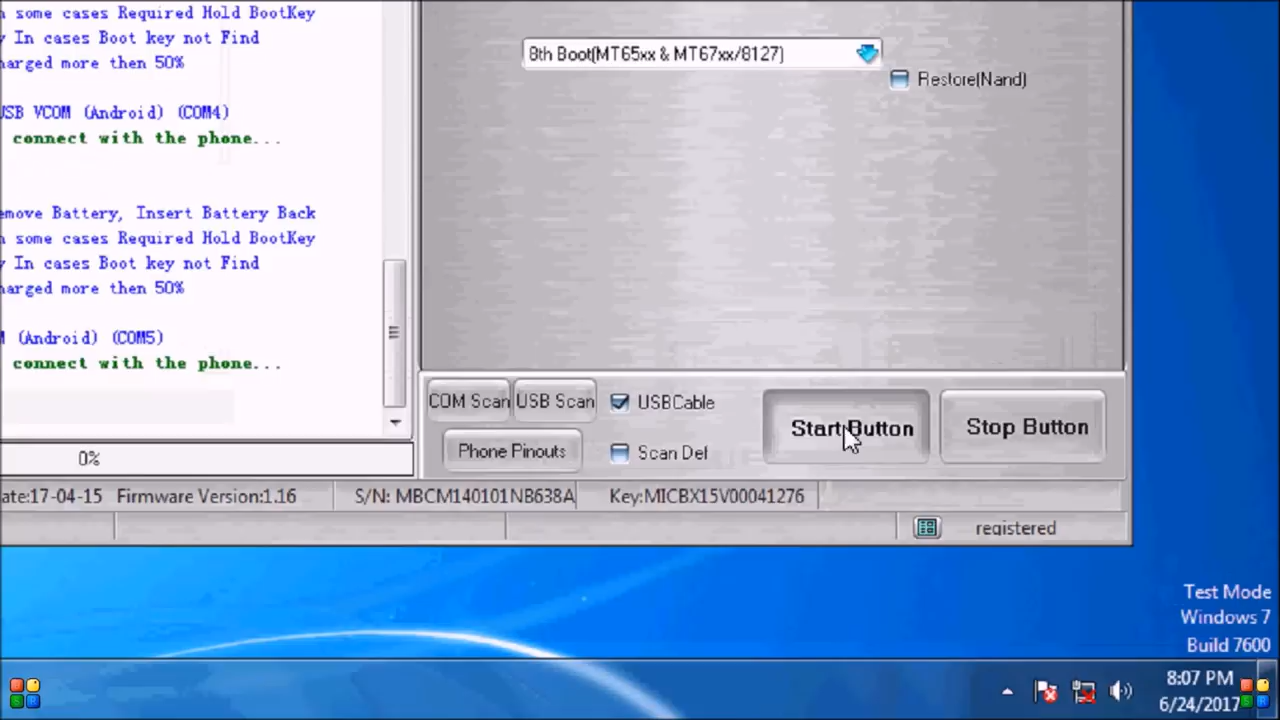 n some cases Required Hold BootKey
y In cases Boot key not Find
harged more then 50%
USB VCOM (Android) (COM4)
connect with the phone...
emove Battery, Insert Battery Back
n some cases Required Hold BootKey
y In cases Boot key not Find
harged more then 50%
M (Android) (COM5)
connect with the phone...
0%
8th Boot(MT65xx & MT67xx/8127)
Restore(Nand)
COM Scan USB Scan USBCable
Phone Pinouts Scan Def
Start Button Stop Button
ate:17-04-15 Firmware Version:1.16 S/N: MBCM140101NB638A Key:MICBX15V00041276
registered
Test Mode
Windows 7
Build 7600
8:07 PM
6/24/2017